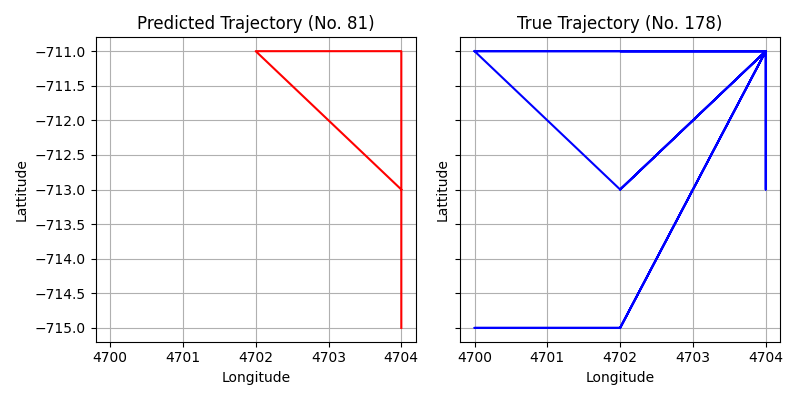 Predicted Trajectory (No. 81)
True Trajectory (No. 178)
−711.0
−711.5
−712.0
−712.5
−713.0
−713.5
−714.0
−714.5
−715.0
Lattitude
Lattitude
4700 4701 4702 4703 4704
4700 4701 4702 4703 4704
Longitude
Longitude